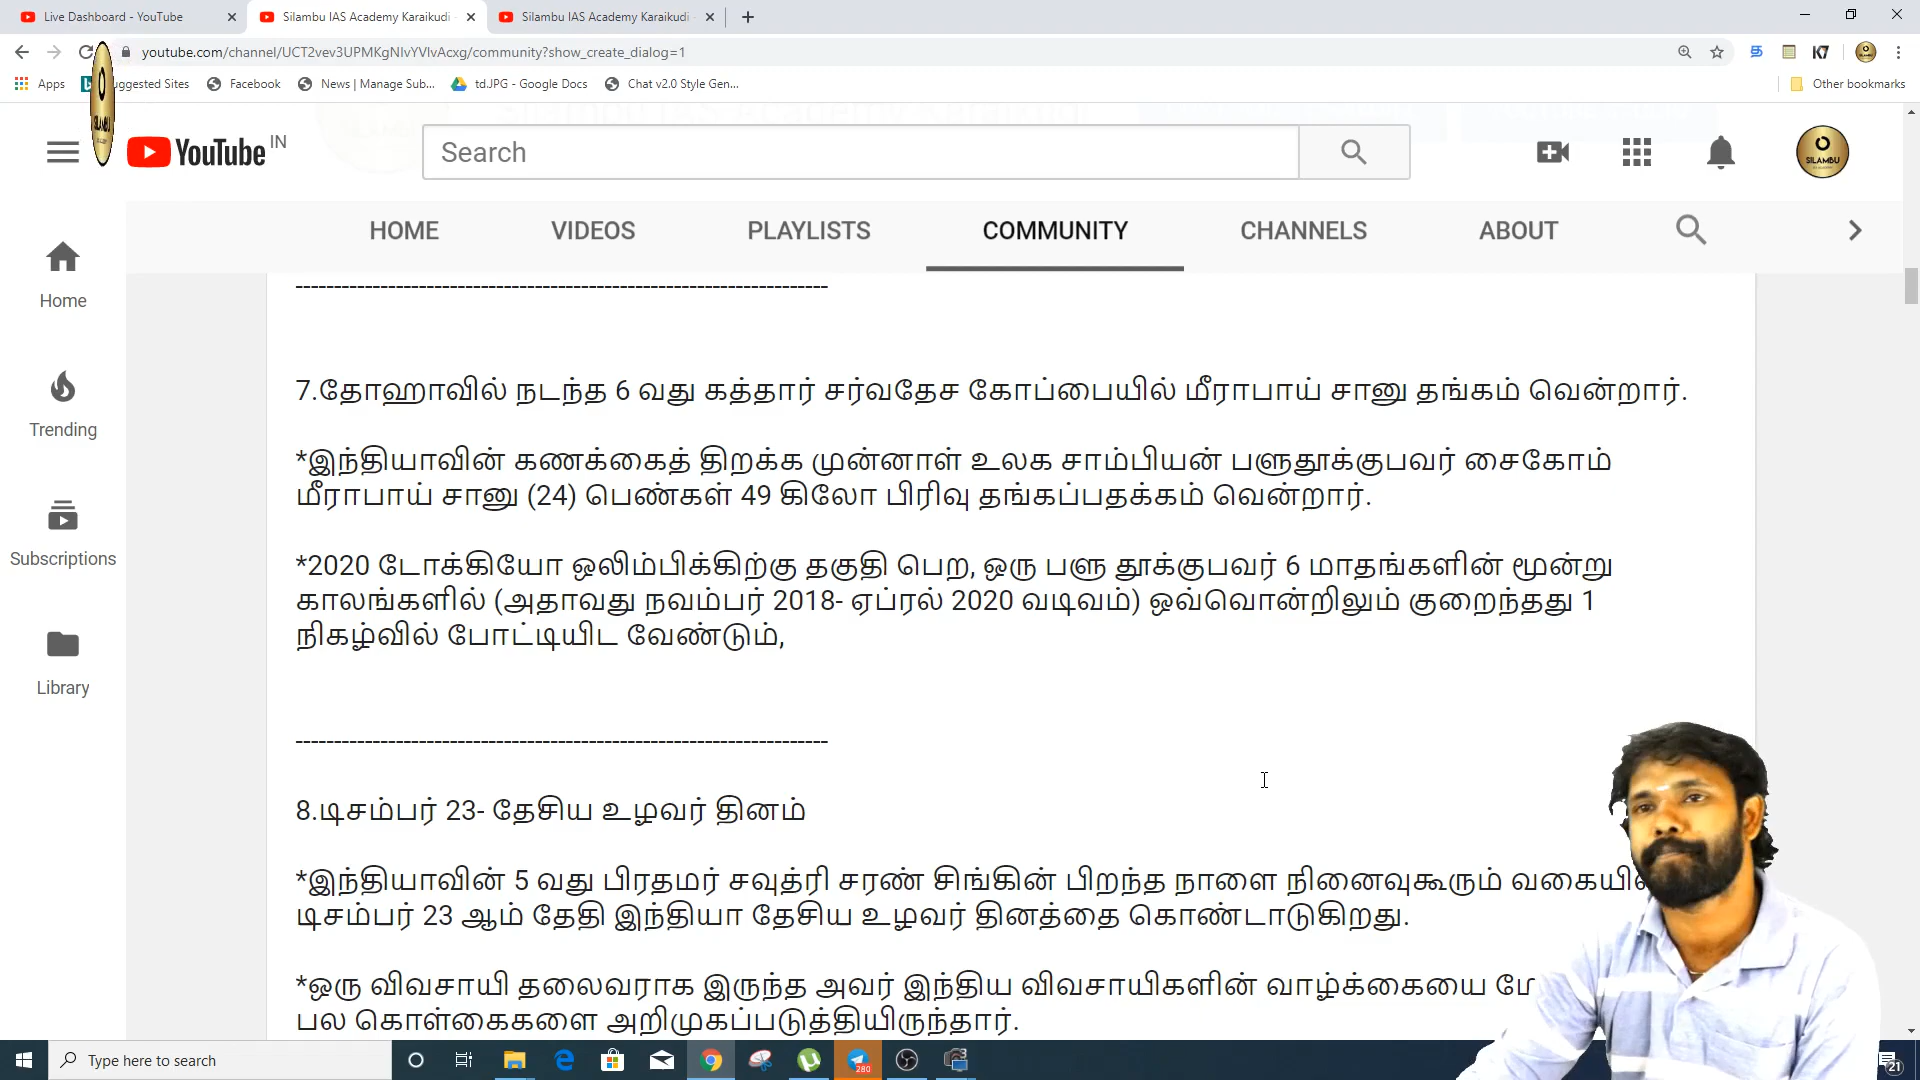 Live Dashboard - YouTube
Silambu IAS Academy Karaikudi
Silambu IAS Academy Karaikudi
youtube.com/channel/UCT2vev3UPMKgNIvYVIvAcxg/community?show_create_dialog=1
Apps
uggested Sites
Facebook
News | Manage Sub...
td.JPG - Google Docs
Chat v2.0 Style Gen...
Other bookmarks
YouTube IN
Search
SILAMBU
HOME
VIDEOS
PLAYLISTS
COMMUNITY
CHANNELS
ABOUT
Home
Trending
Subscriptions
Library
----------------------------------------------------------------------
7.தோஹாவில் நடந்த 6 வது கத்தார் சர்வதேச கோப்பையில் மீராபாய் சானு தங்கம் வென்றார்.
*இந்தியாவின் கணக்கைத் திறக்க முன்னாள் உலக சாம்பியன் பளுதூக்குபவர் சைகோம்
மீராபாய் சானு (24) பெண்கள் 49 கிலோ பிரிவு தங்கப்பதக்கம் வென்றார்.
*2020 டோக்கியோ ஒலிம்பிக்கிற்கு தகுதி பெற, ஒரு பளு தூக்குபவர் 6 மாதங்களின் மூன்று
காலங்களில் (அதாவது நவம்பர் 2018- ஏப்ரல் 2020 வடிவம்) ஒவ்வொன்றிலும் குறைந்தது 1
நிகழ்வில் போட்டியிட வேண்டும்,
----------------------------------------------------------------------
8.டிசம்பர் 23- தேசிய உழவர் தினம்
*இந்தியாவின் 5 வது பிரதமர் சவுத்ரி சரண் சிங்கின் பிறந்த நாளை நினைவுகூரும்
டிசம்பர் 23 ஆம் தேதி இந்தியா தேசிய உழவர் தினத்தை கொண்டாடுகிறது.
*ஒரு விவசாயி தலைவராக இருந்த அவர் இந்திய விவசாயிகளின் வாழ்க்கையை
பல கொள்கைகளை அறிமுகப்படுத்தியிருந்தார்.
Type here to search
280
21